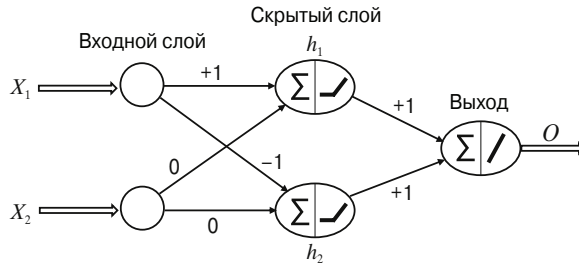 Скрытый слой
Входной слой
h₁
X₁
+1
Σ
+1
Выход
Σ
O
0
−1
X₂
0
Σ
+1
h₂